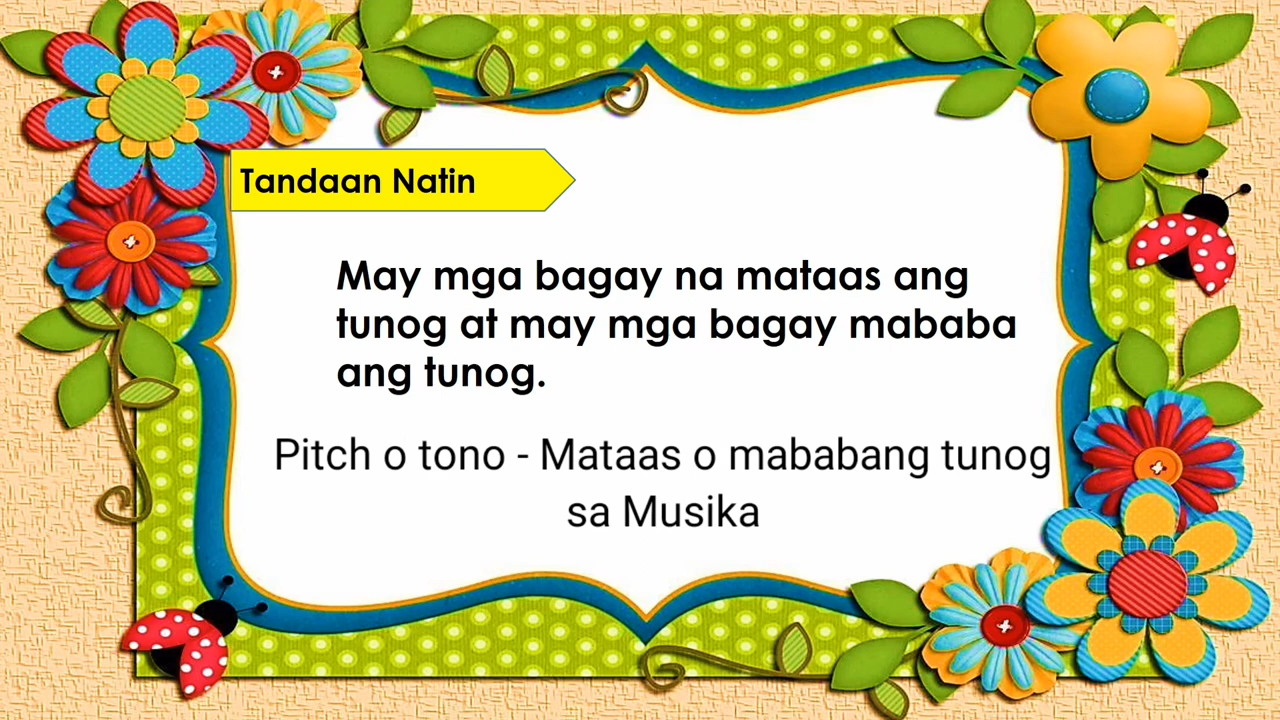 Tandaan Natin
May mga bagay na mataas ang
tunog at may mga bagay mababa
ang tunog.
Pitch o tono - Mataas o mababang tunog
sa Musika